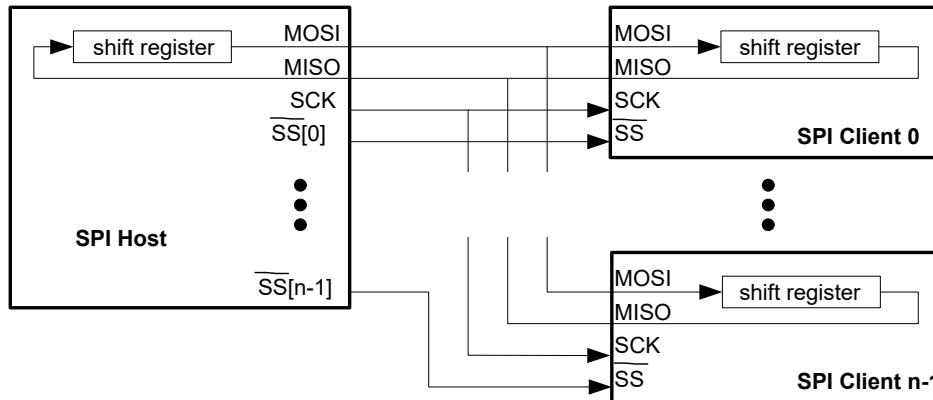 shift register
MOSI
MISO
SCK
SS[0]
SPI Host
SS[n-1]
MOSI
shift register
MISO
SCK
SS
SPI Client 0
MOSI
shift register
MISO
SCK
SS
SPI Client n-1